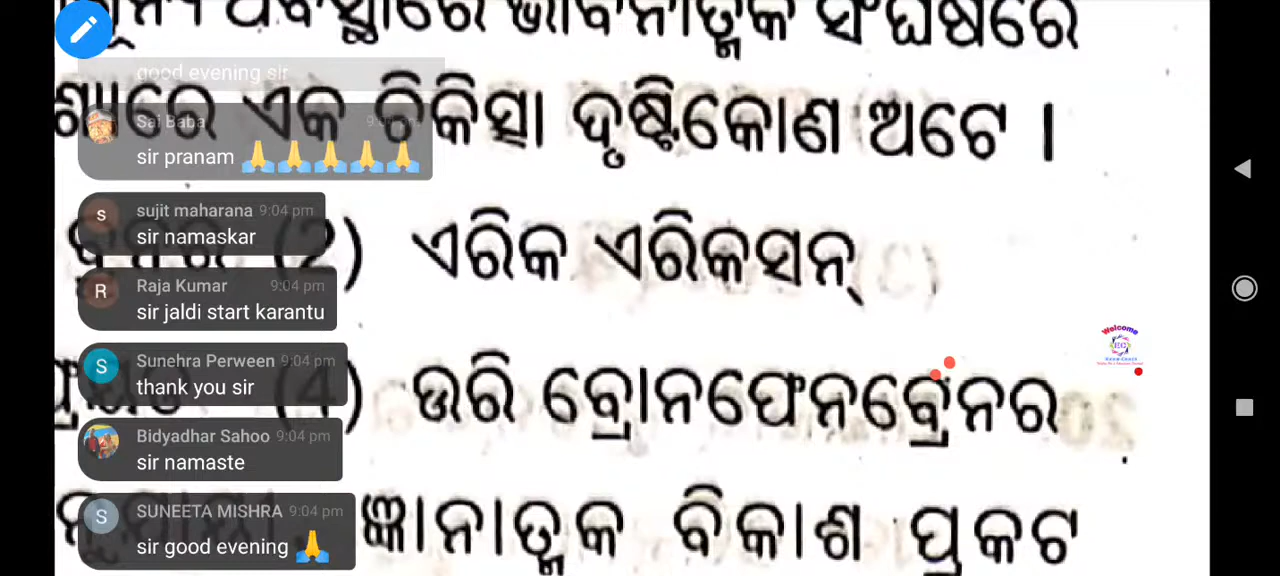 ଅବସ୍ଥାରେ ଭାବନାତ୍ମକ ସଂଘର୍ଷରେ
good evening sir
ଏକ ଚିକିତ୍ସା ଦୃଷ୍ଟିକୋଣ ଅଟେ ।
Sai Baba
sir pranam 🙏🙏🙏🙏🙏
sujit maharana 9:04 pm
sir namaskar
(୨) ଏରିକ ଏରିକସନ୍
Raja Kumar 9:04 pm
sir jaldi start karantu
Welcome
Sunehra Perween 9:04 pm
thank you sir
(4) ଉରି ବ୍ରୋନଫେନବ୍ରେନର
Bidyadhar Sahoo 9:04 pm
sir namaste
SUNEETA MISHRA 9:04 pm
sir good evening 🙏
ଜ୍ଞାନାତ୍ମକ ବିକାଶ ପ୍ରକଟ